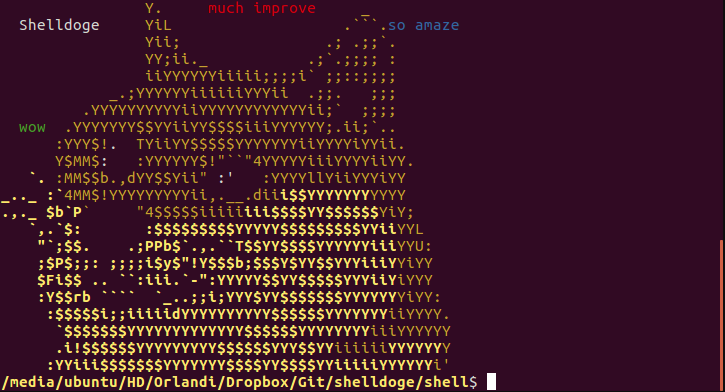 Y.      much improve     _
Shelldoge     YiL                   .```.so amaze
Yii;                .; .;;`.
YY;ii._           .;`.;;;; :
iiYYYYYYiiiii;;;;i` ;;::;;;;
_.;YYYYYYiiiiiiYYYii  .;;.   ;;;
.YYYYYYYYYYiiYYYYYYYYYYYYii;`  ;;;;
wow  .YYYYYYY$$YYiiYY$$$$iiiYYYYYY;.ii;`..
:YYY$!.  TYiiYY$$$$$YYYYYYYiiYYYYiYYii.
Y$MM$:   :YYYYYY$!"``"4YYYYYiiiYYYYiiYY.
`. :MM$$b.,dYY$$Yii" :'   :YYYYllYiiYYYiYY
_.._ :`4MM$!YYYYYYYYYii,.__.diii$$YYYYYYYYYYY
.,._ $b`P`     "4$$$$$iiiiiiii$$$$YY$$$$$$YiY;
`,.`$:       :$$$$$$$$$YYYYY$$$$$$$$$YYiiYYL
"`;$$.    .;PPb$`.,.``T$$YY$$$$YYYYYYiiiYYU:
;$P$;;: ;;;;i$y$"!Y$$$b;$$$Y$YY$$YYYiiiYiYY
$Fi$$ .. ``:iii.`-":YYYYY$$YY$$$$$YYYiiYiYYY
:Y$$rb ````  `_..;;i;YYY$YY$$$$$$$YYYYYYYiYY:
:$$$$$i;;iiiiidYYYYYYYYYY$$$$$$YYYYYYYiiYYYY.
`$$$$$$$YYYYYYYYYYYYY$$$$$$YYYYYYYYiiiYYYYYY
.i!$$$$$$YYYYYYYYY$$$$$$YYY$$YYiiiiiiYYYYYYY
:YYiii$$$$$$$YYYYYYY$$$$YY$$$$YYiiiiiYYYYYYi'
/media/ubuntu/HD/Orlandi/Dropbox/Git/shelldoge/shell$